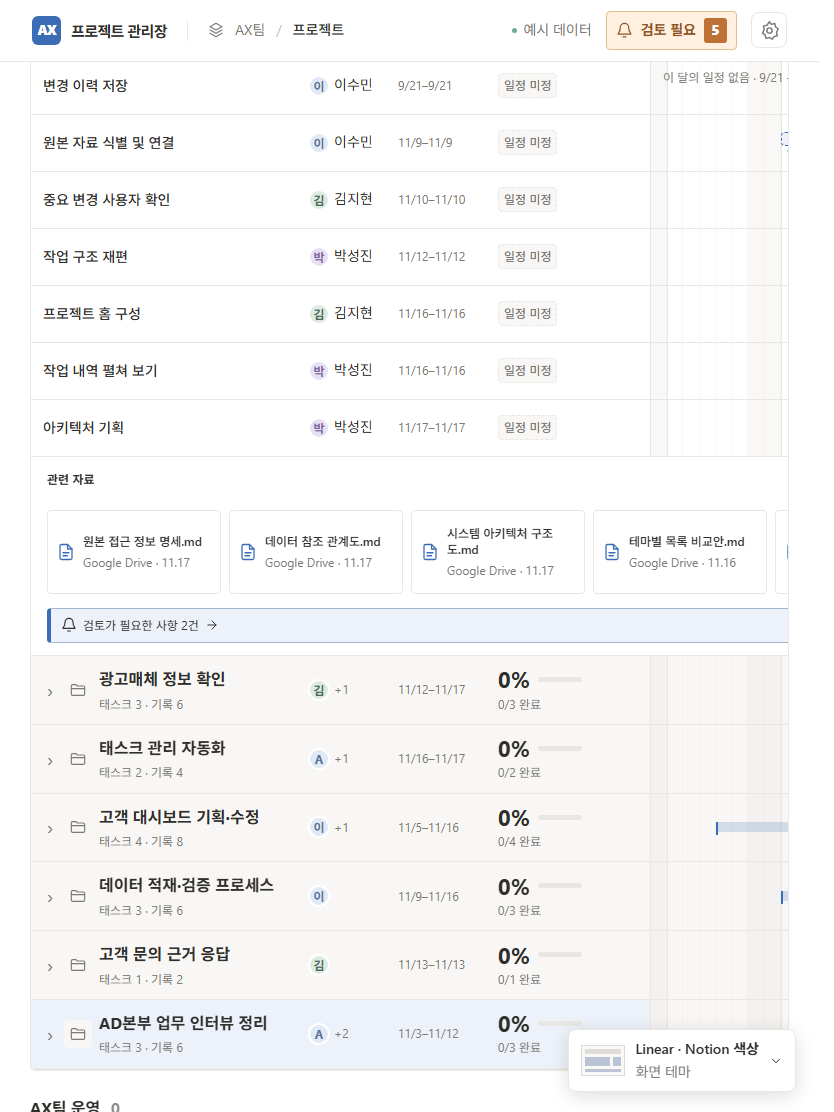 AX 프로젝트 관리장 AX팀 / 프로젝트 예시 데이터 검토 필요 5
변경 이력 저장 이 이수민 9/21–9/21 일정 미정 이 달의 일정 없음 · 9/21
원본 자료 식별 및 연결 이 이수민 11/9–11/9 일정 미정
중요 변경 사용자 확인 김 김지현 11/10–11/10 일정 미정
작업 구조 재편 박 박성진 11/12–11/12 일정 미정
프로젝트 홈 구성 김 김지현 11/16–11/16 일정 미정
작업 내역 펼쳐 보기 박 박성진 11/16–11/16 일정 미정
아키텍처 기획 박 박성진 11/17–11/17 일정 미정
관련 자료
원본 접근 정보 명세.md
Google Drive · 11.17
데이터 참조 관계도.md
Google Drive · 11.17
시스템 아키텍처 구조
도.md
Google Drive · 11.17
테마별 목록 비교안.md
Google Drive · 11.16
검토가 필요한 사항 2건 →
광고매체 정보 확인 김 +1 11/12–11/17 0%
태스크 3 · 기록 6 0/3 완료
태스크 관리 자동화 A +1 11/16–11/17 0%
태스크 2 · 기록 4 0/2 완료
고객 대시보드 기획·수정 이 +1 11/5–11/16 0%
태스크 4 · 기록 8 0/4 완료
데이터 적재·검증 프로세스 이 11/9–11/16 0%
태스크 3 · 기록 6 0/3 완료
고객 문의 근거 응답 김 11/13–11/13 0%
태스크 1 · 기록 2 0/1 완료
AD본부 업무 인터뷰 정리 A +2 11/3–11/12 0%
태스크 3 · 기록 6 0/3 완료
Linear · Notion 색상
화면 테마
AX팀 운영 0